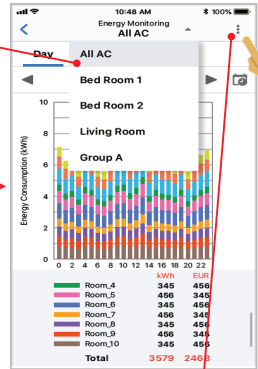 10:48 AM
100%
Energy Monitoring
All AC
Day
All AC
Bed Room 1
Bed Room 2
Living Room
Group A
Energy Consumption (kWh)
10
8
6
4
2
0
0 2 4 6 8 10 12 14 16 18 20 22
kWh EUR
Room_4 345 456
Room_5 456 345
Room_6 345 456
Room_7 456 345
Room_8 345 456
Room_9 456 345
Room_10 345 456
Total 3579 2468